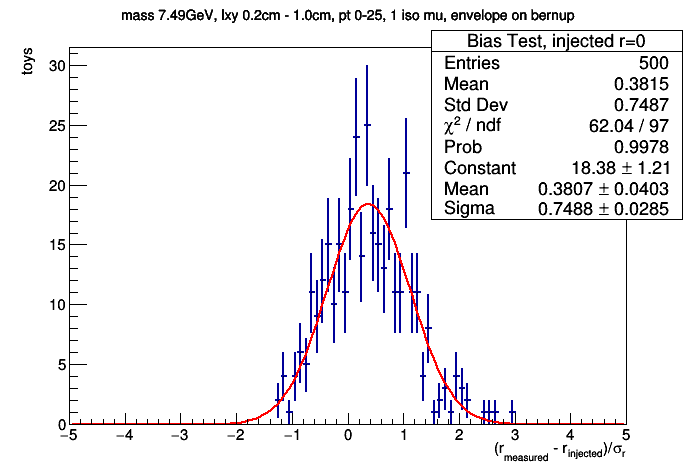 mass 7.49GeV, lxy 0.2cm - 1.0cm, pt 0-25, 1 iso mu, envelope on bernup
Bias Test, injected r=0
Entries 500
Mean 0.3815
Std Dev 0.7487
χ² / ndf 62.04 / 97
Prob 0.9978
Constant 18.38 ± 1.21
Mean 0.3807 ± 0.0403
Sigma 0.7488 ± 0.0285
toys
30
25
20
15
10
5
0
−5 −4 −3 −2 −1 0 1 2 3 4 5
(r_measured - r_injected)/σ_r